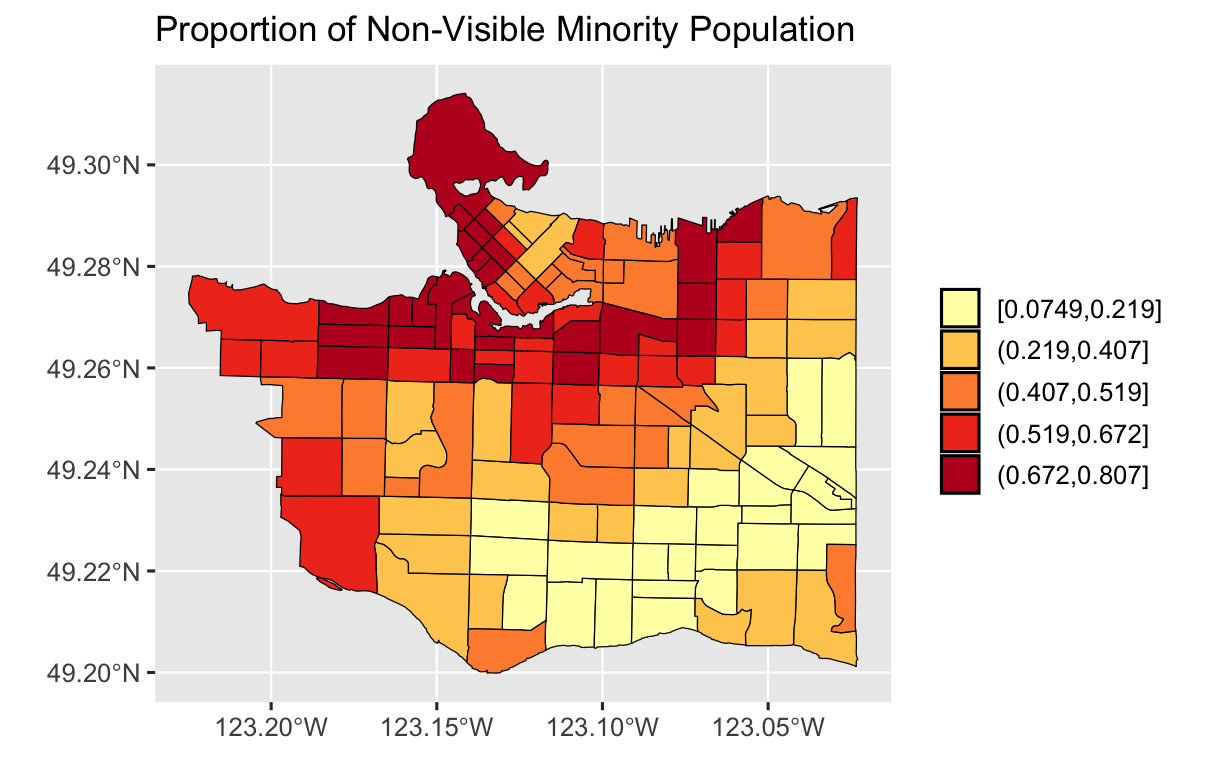 Proportion of Non-Visible Minority Population
49.30°N
49.28°N
49.26°N
49.24°N
49.22°N
49.20°N
123.20°W 123.15°W 123.10°W 123.05°W
[0.0749,0.219]
(0.219,0.407]
(0.407,0.519]
(0.519,0.672]
(0.672,0.807]